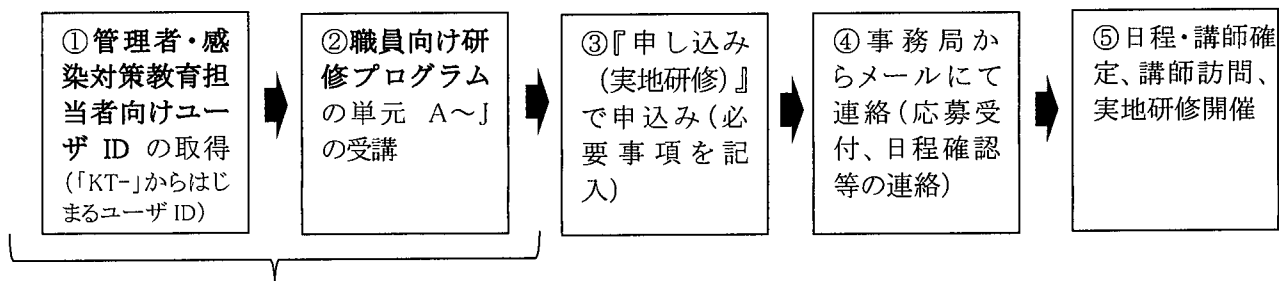 ①管理者・感
染対策教育担
当者向けユー
ザ ID の取得
(「KT-」からはじ
まるユーザ ID)
②職員向け研
修プログラム
の単元 A～J
の受講
③『申し込み
(実地研修)』
で申込み(必
要事項を記
入)
④事務局か
らメールにて
連絡(応募受
付、日程確認
等の連絡)
⑤日程・講師確
定、講師訪問、
実地研修開催